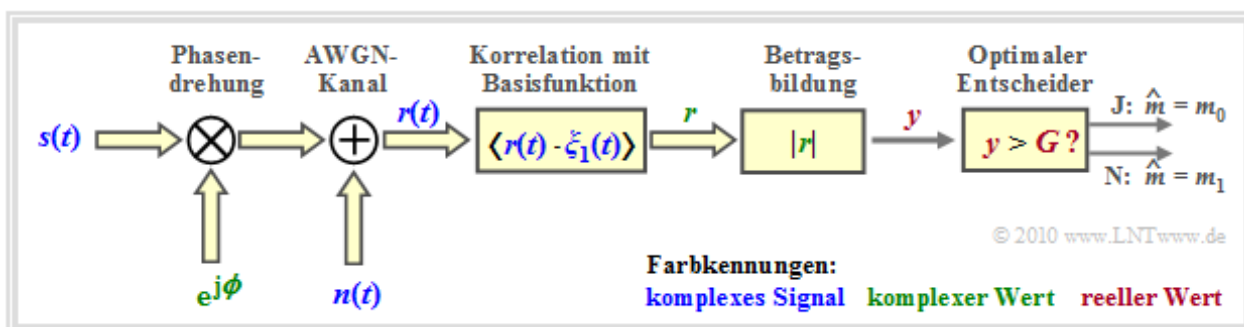 Phasen-
drehung
AWGN-
Kanal
Korrelation mit
Basisfunktion
Betrags-
bildung
Optimaler
Entscheider
s(t)
r(t)
⟨r(t) · ξ₁(t)⟩
r
|r|
y
y > G ?
J: m̂ = m₀
N: m̂ = m₁
e^jϕ
n(t)
© 2010 www.LNTwww.de
Farbkennungen:
komplexes Signal komplexer Wert reeller Wert